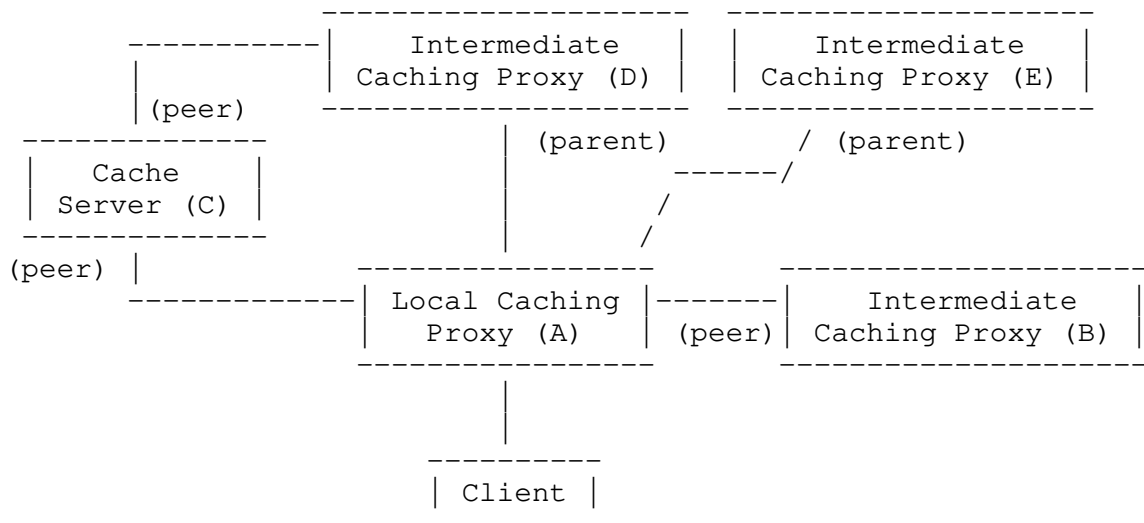 Intermediate Intermediate
Caching Proxy (D) Caching Proxy (E)
(peer)
(parent) (parent)
Cache
Server (C)
(peer)
Local Caching Intermediate
Proxy (A) (peer) Caching Proxy (B)
Client